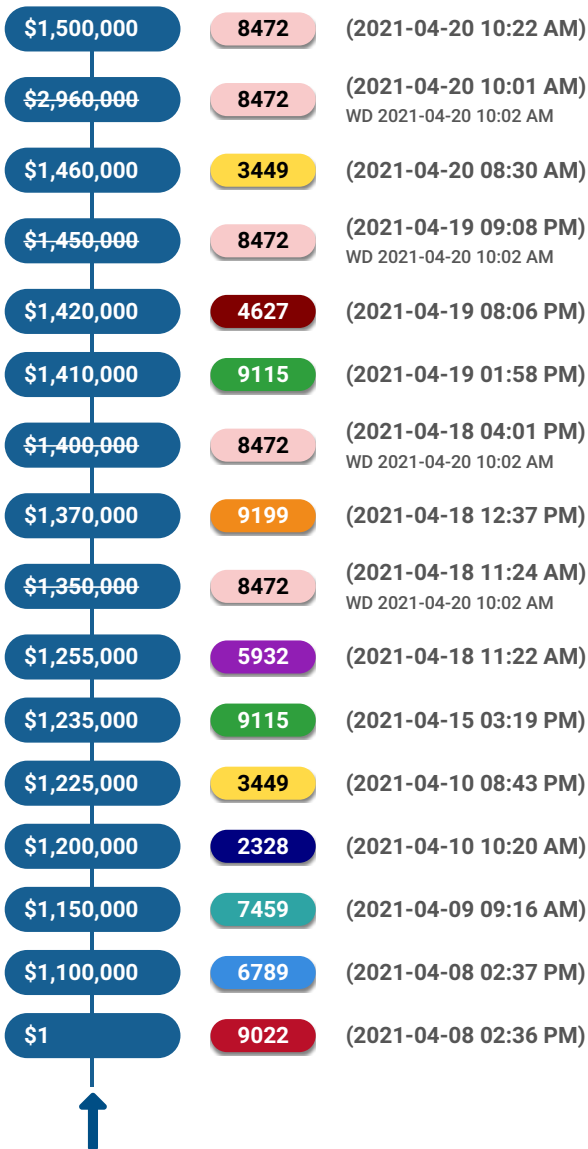 $1,500,000 8472 (2021-04-20 10:22 AM)
$2,960,000 8472 (2021-04-20 10:01 AM)
WD 2021-04-20 10:02 AM
$1,460,000 3449 (2021-04-20 08:30 AM)
$1,450,000 8472 (2021-04-19 09:08 PM)
WD 2021-04-20 10:02 AM
$1,420,000 4627 (2021-04-19 08:06 PM)
$1,410,000 9115 (2021-04-19 01:58 PM)
$1,400,000 8472 (2021-04-18 04:01 PM)
WD 2021-04-20 10:02 AM
$1,370,000 9199 (2021-04-18 12:37 PM)
$1,350,000 8472 (2021-04-18 11:24 AM)
WD 2021-04-20 10:02 AM
$1,255,000 5932 (2021-04-18 11:22 AM)
$1,235,000 9115 (2021-04-15 03:19 PM)
$1,225,000 3449 (2021-04-10 08:43 PM)
$1,200,000 2328 (2021-04-10 10:20 AM)
$1,150,000 7459 (2021-04-09 09:16 AM)
$1,100,000 6789 (2021-04-08 02:37 PM)
$1 9022 (2021-04-08 02:36 PM)